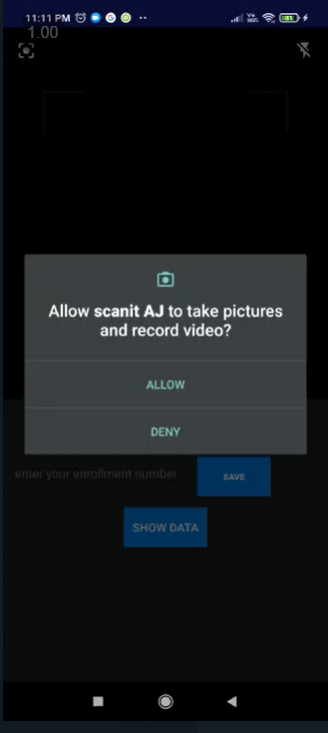 11:11 PM
1.00
Allow scanit AJ to take pictures
and record video?
ALLOW
DENY
enter your enrollment number
SAVE
SHOW DATA